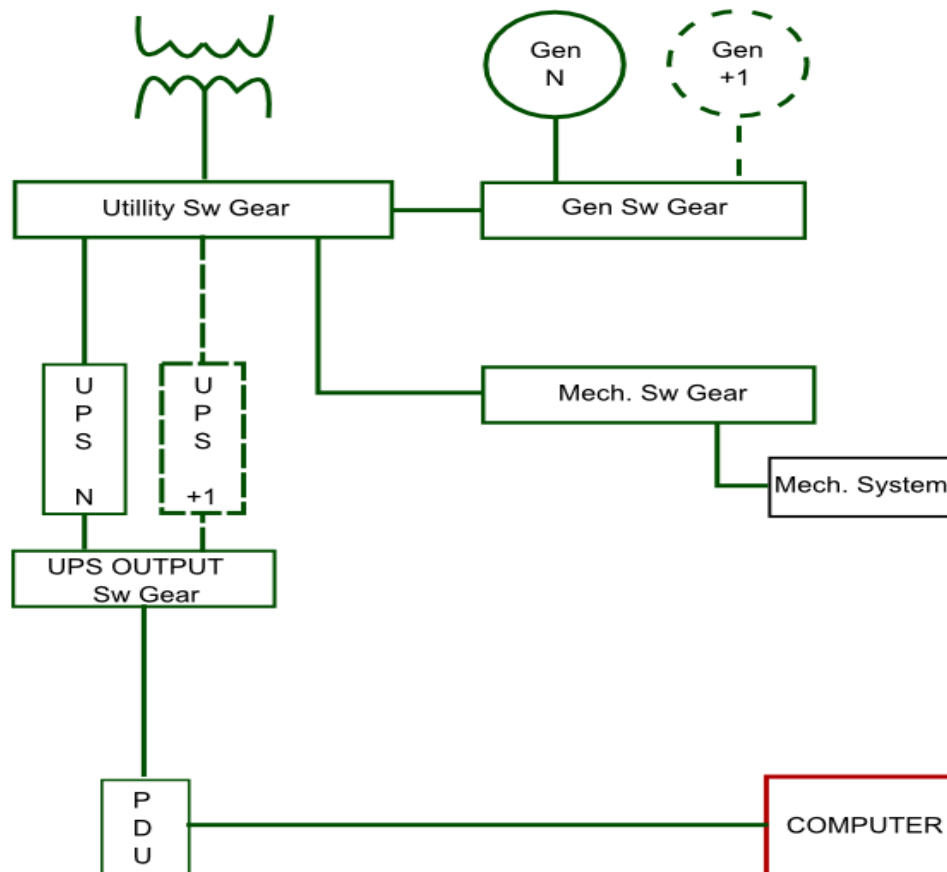 Gen
N
Gen
+1
Utillity Sw Gear
Gen Sw Gear
U
P
S
N
U
P
S
+1
Mech. Sw Gear
Mech. System
UPS OUTPUT
Sw Gear
P
D
U
COMPUTER